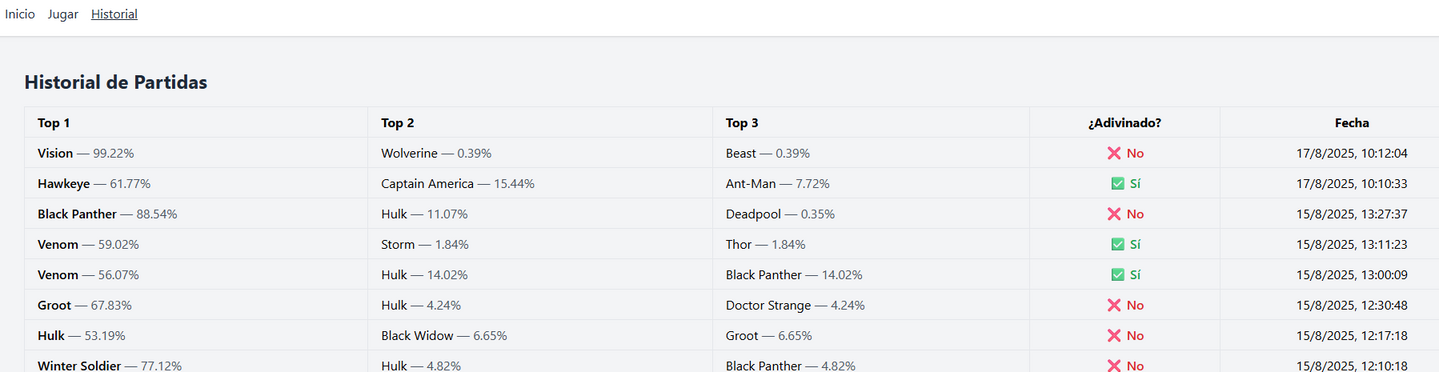 Inicio Jugar Historial
Historial de Partidas
Top 1 Top 2 Top 3 ¿Adivinado? Fecha
Vision — 99.22% Wolverine — 0.39% Beast — 0.39% ❌ No 17/8/2025, 10:12:04
Hawkeye — 61.77% Captain America — 15.44% Ant-Man — 7.72% ✅ Sí 17/8/2025, 10:10:33
Black Panther — 88.54% Hulk — 11.07% Deadpool — 0.35% ❌ No 15/8/2025, 13:27:37
Venom — 59.02% Storm — 1.84% Thor — 1.84% ✅ Sí 15/8/2025, 13:11:23
Venom — 56.07% Hulk — 14.02% Black Panther — 14.02% ✅ Sí 15/8/2025, 13:00:09
Groot — 67.83% Hulk — 4.24% Doctor Strange — 4.24% ❌ No 15/8/2025, 12:30:48
Hulk — 53.19% Black Widow — 6.65% Groot — 6.65% ❌ No 15/8/2025, 12:17:18
Winter Soldier — 77.12% Hulk — 4.82% Black Panther — 4.82% ❌ No 15/8/2025, 12:10:18